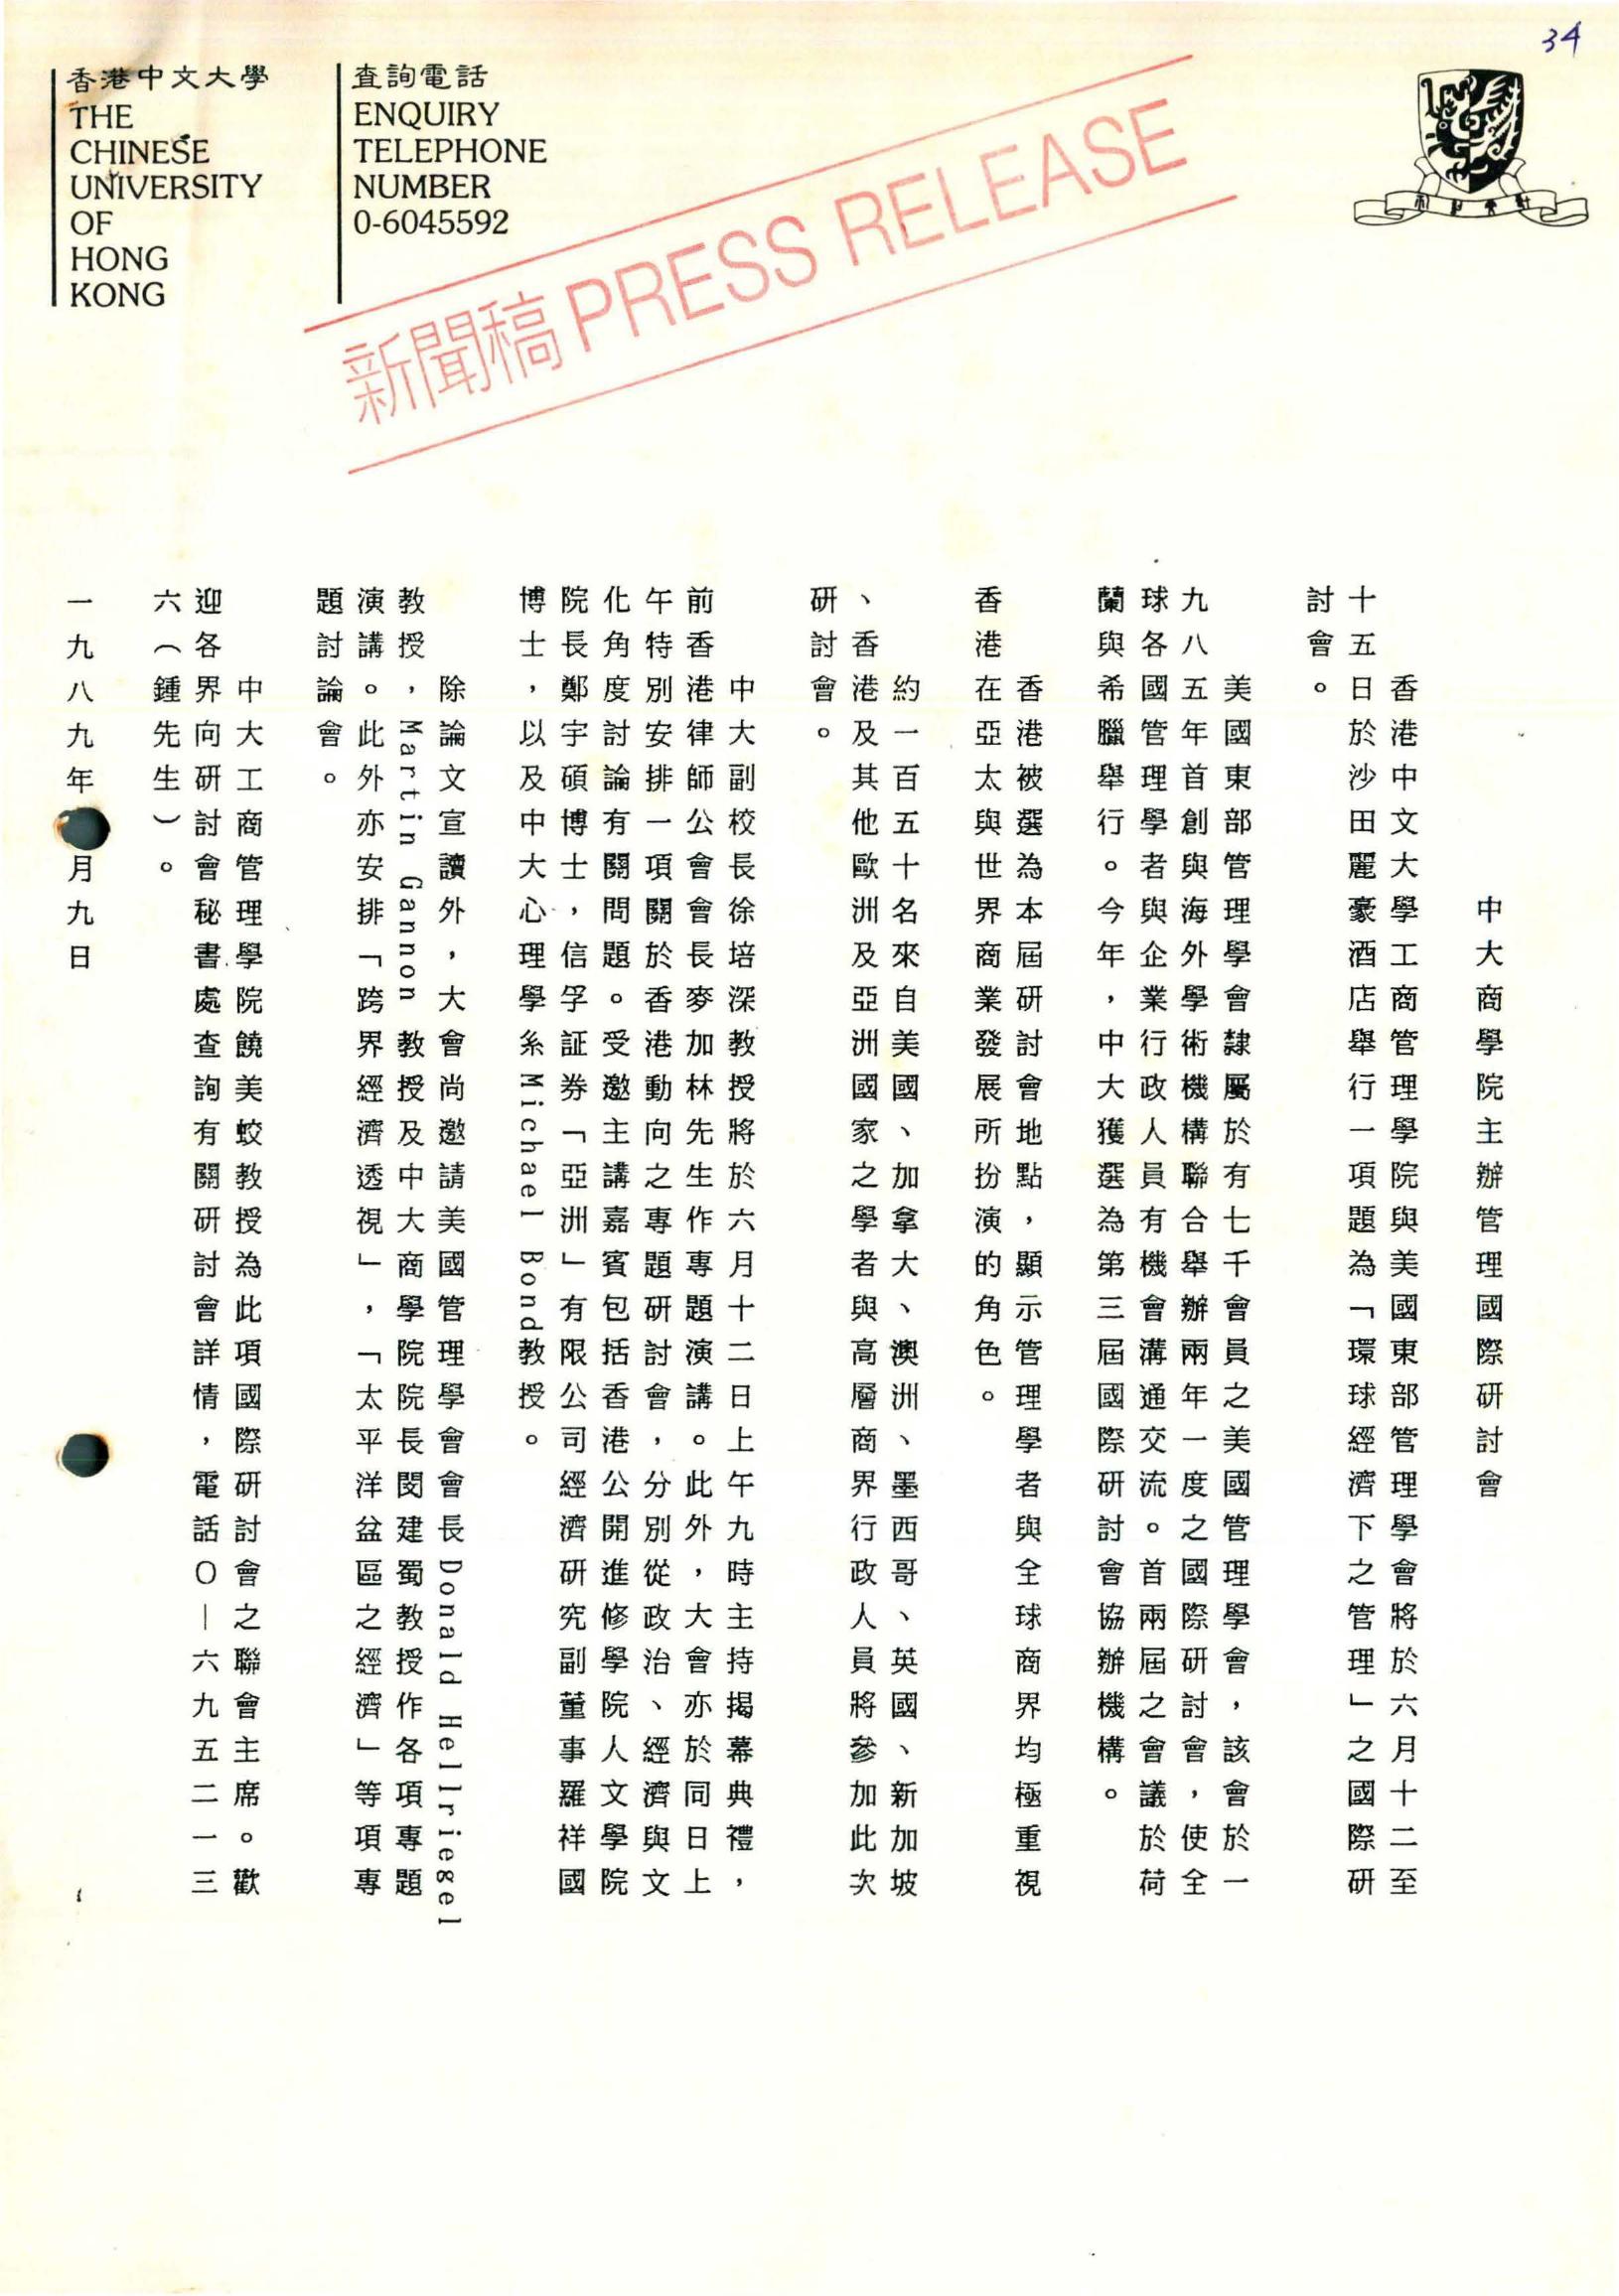 34
香港中文大學
THE
CHINESE
UNIVERSITY
OF
HONG
KONG
查詢電話
ENQUIRY
TELEPHONE
NUMBER
0-6045592
新聞稿 PRESS RELEASE
中大商學院主辦管理國際研討會
香港中文大學工商管理學院與美國東部管理學會將於六月十二至
十五日於沙田麗豪酒店舉行一項題為「環球經濟下之管理」之國際研
討會。
美國東部管理學會隸屬於有七千會員之美國管理學會，該會於一
九八五年首創與海外學術機構聯合舉辦兩年一度之國際研討會，使全
球各國管理學者與企業行政人員有機會溝通交流。首兩屆之會議於荷
蘭與希臘舉行。今年，中大獲選為第三屆國際研討會協辦機構。
香港被選為本屆研討會地點，顯示管理學者與全球商界均極重視
香港在亞太與世界商業發展所扮演的角色。
約一百五十名來自美國、加拿大、澳洲、墨西哥、英國、新加坡
、香港及其他歐洲及亞洲國家之學者與高層商界行政人員將參加此次
研討會。
中大副校長徐培深教授將於六月十二日上午九時主持揭幕典禮，
前香港律師公會會長麥加林先生作專題演講。此外，大會亦於同日上
午特別安排一項關於香港動向之專題研討會，分別從政治、經濟與文
化角度討論有關問題。受邀主講嘉賓包括香港公開進修學院人文學院
院長鄭宇碩博士，信孚証券「亞洲」有限公司經濟研究副董事羅祥國
博士，以及中大心理學系Michael Bond教授。
除論文宣讀外，大會尚邀請美國管理學會會長 Donald Hellriegel
教授，Martin Gannon 教授及中大商學院院長閔建蜀教授作各項專題
演講。此外亦安排「跨界經濟透視」，「太平洋盆區之經濟」等項專
題討論會。
中大工商管理學院饒美蛟教授為此項國際研討會之聯會主席。歡
迎各界向研討會秘書處查詢有關研討會詳情，電話０—六九五二一三
六（鍾先生）。
一九八九年月九日